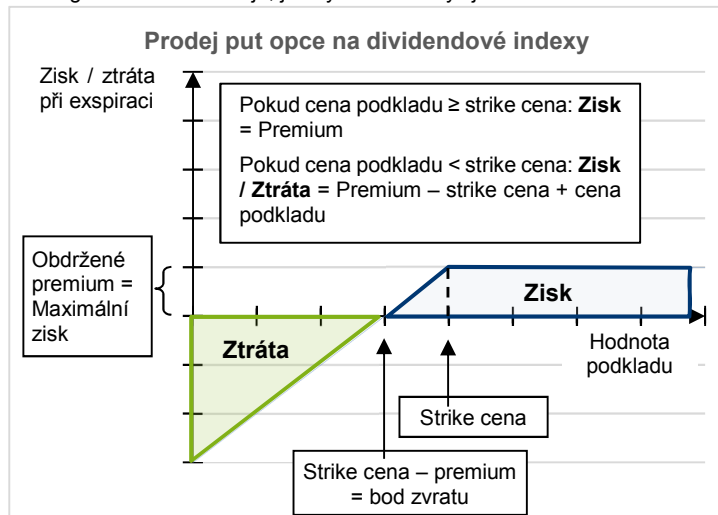 Prodej put opce na dividendové indexy
Zisk / ztráta
při exspiraci
Pokud cena podkladu ≥ strike cena: Zisk
= Premium
Pokud cena podkladu < strike cena: Zisk
/ Ztráta = Premium – strike cena + cena
podkladu
Obdržené
premium =
Maximální
zisk
Zisk
Ztráta
Hodnota
podkladu
Strike cena
Strike cena – premium
= bod zvratu